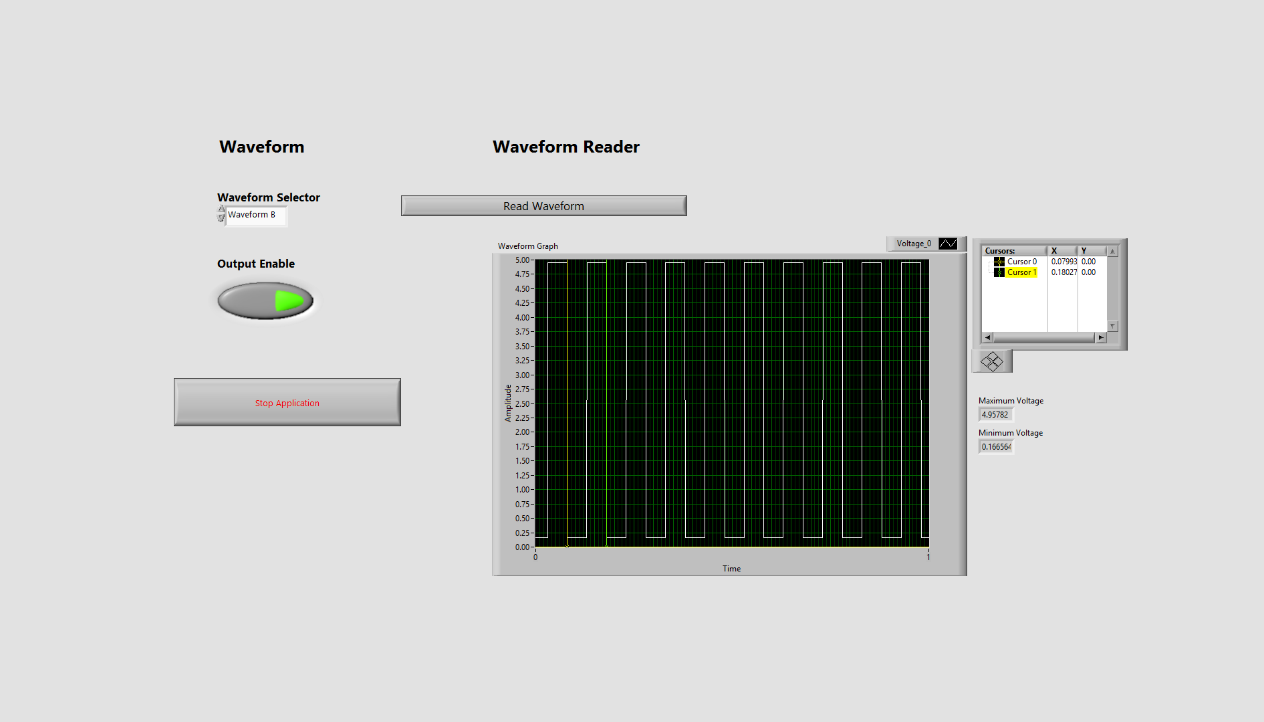 Waveform
Waveform Reader
Waveform Selector
Waveform B
Read Waveform
Output Enable
Stop Application
Waveform Graph
Voltage_0
Amplitude
5.00
4.75
4.50
4.25
4.00
3.75
3.50
3.25
3.00
2.75
2.50
2.25
2.00
1.75
1.50
1.25
1.00
0.75
0.50
0.25
0.00
0
1
Time
Cursors: X Y
Cursor 0 0.07993 0.00
Cursor 1 0.18027 0.00
Maximum Voltage
4.95782
Minimum Voltage
0.166564